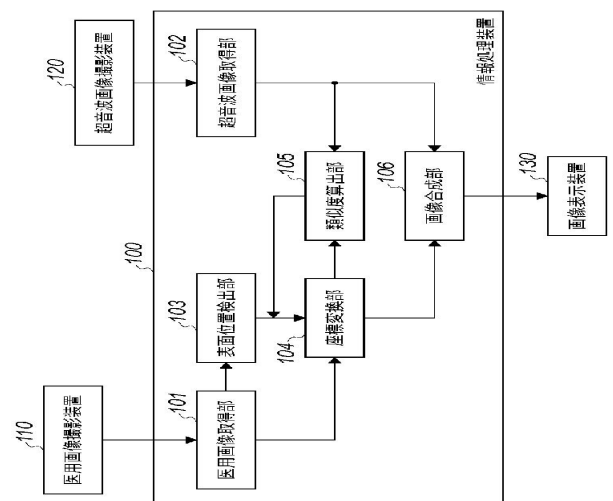 110
医用画像撮影装置
120
超音波画像撮影装置
100
101
医用画像取得部
103
表面位置検出部
102
超音波画像取得部
104
座標変換部
105
類似度算出部
106
画像合成部
情報処理装置
130
画像表示装置